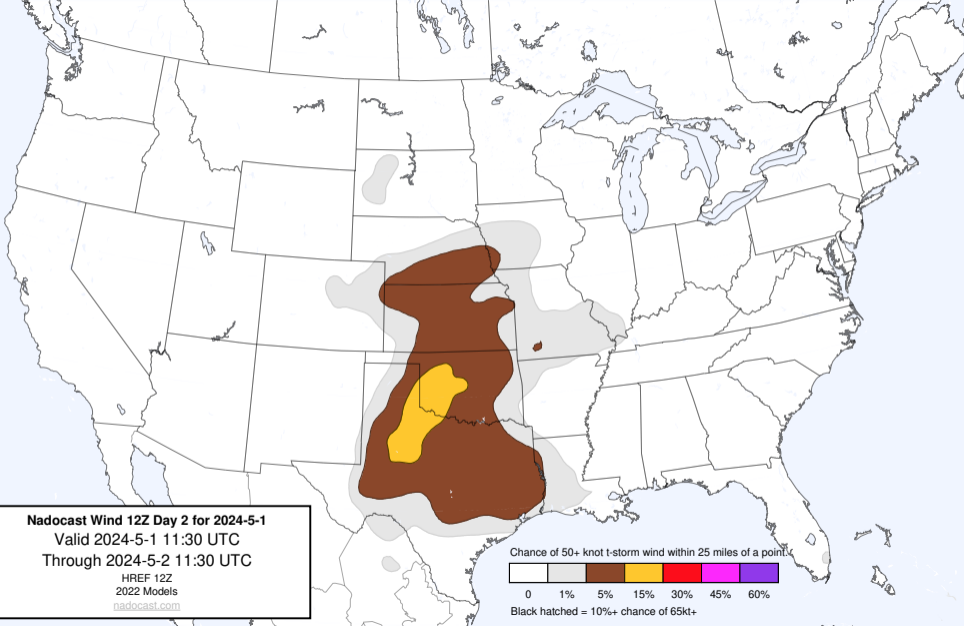 Nadocast Wind 12Z Day 2 for 2024-5-1
Valid 2024-5-1 11:30 UTC
Through 2024-5-2 11:30 UTC
HREF 12Z
2022 Models
nadocast.com
Chance of 50+ knot t-storm wind within 25 miles of a point.
0 1% 5% 15% 30% 45% 60%
Black hatched = 10%+ chance of 65kt+